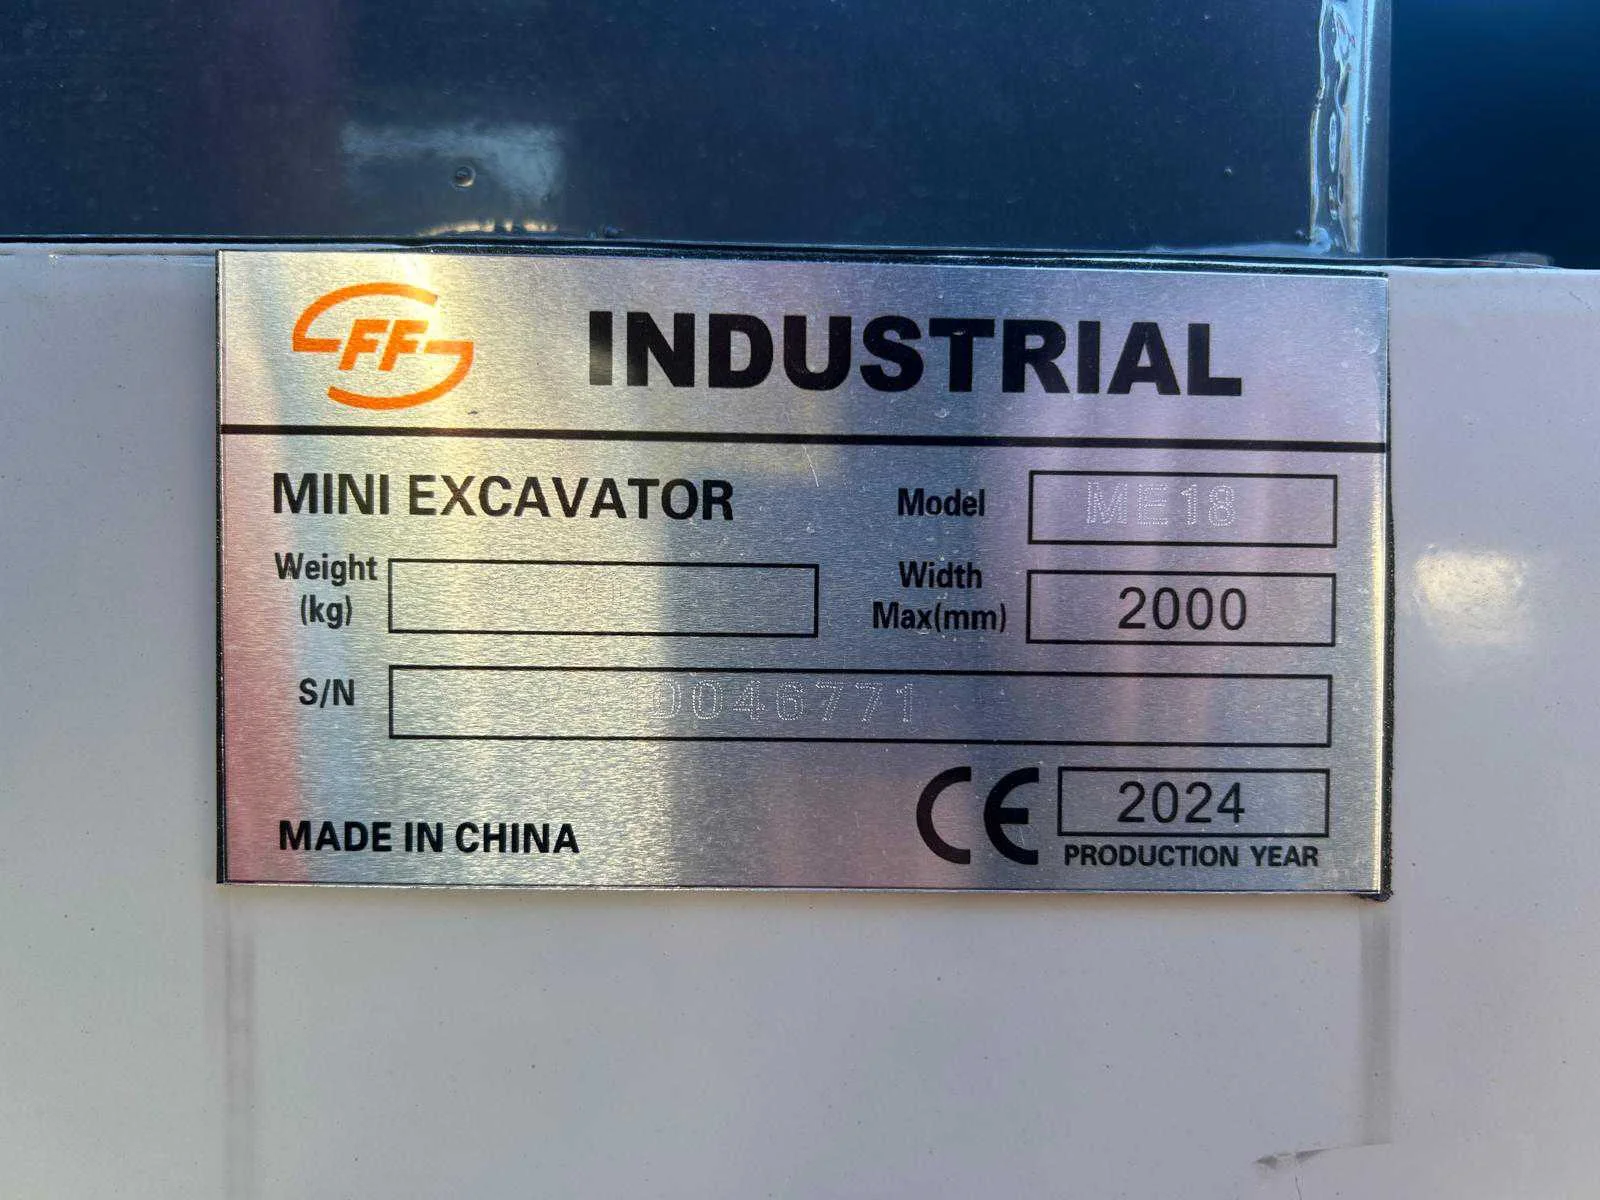 FF INDUSTRIAL
MINI EXCAVATOR
Model ME18
Weight (kg)
Width Max(mm) 2000
S/N 0046771
MADE IN CHINA
CE 2024
PRODUCTION YEAR